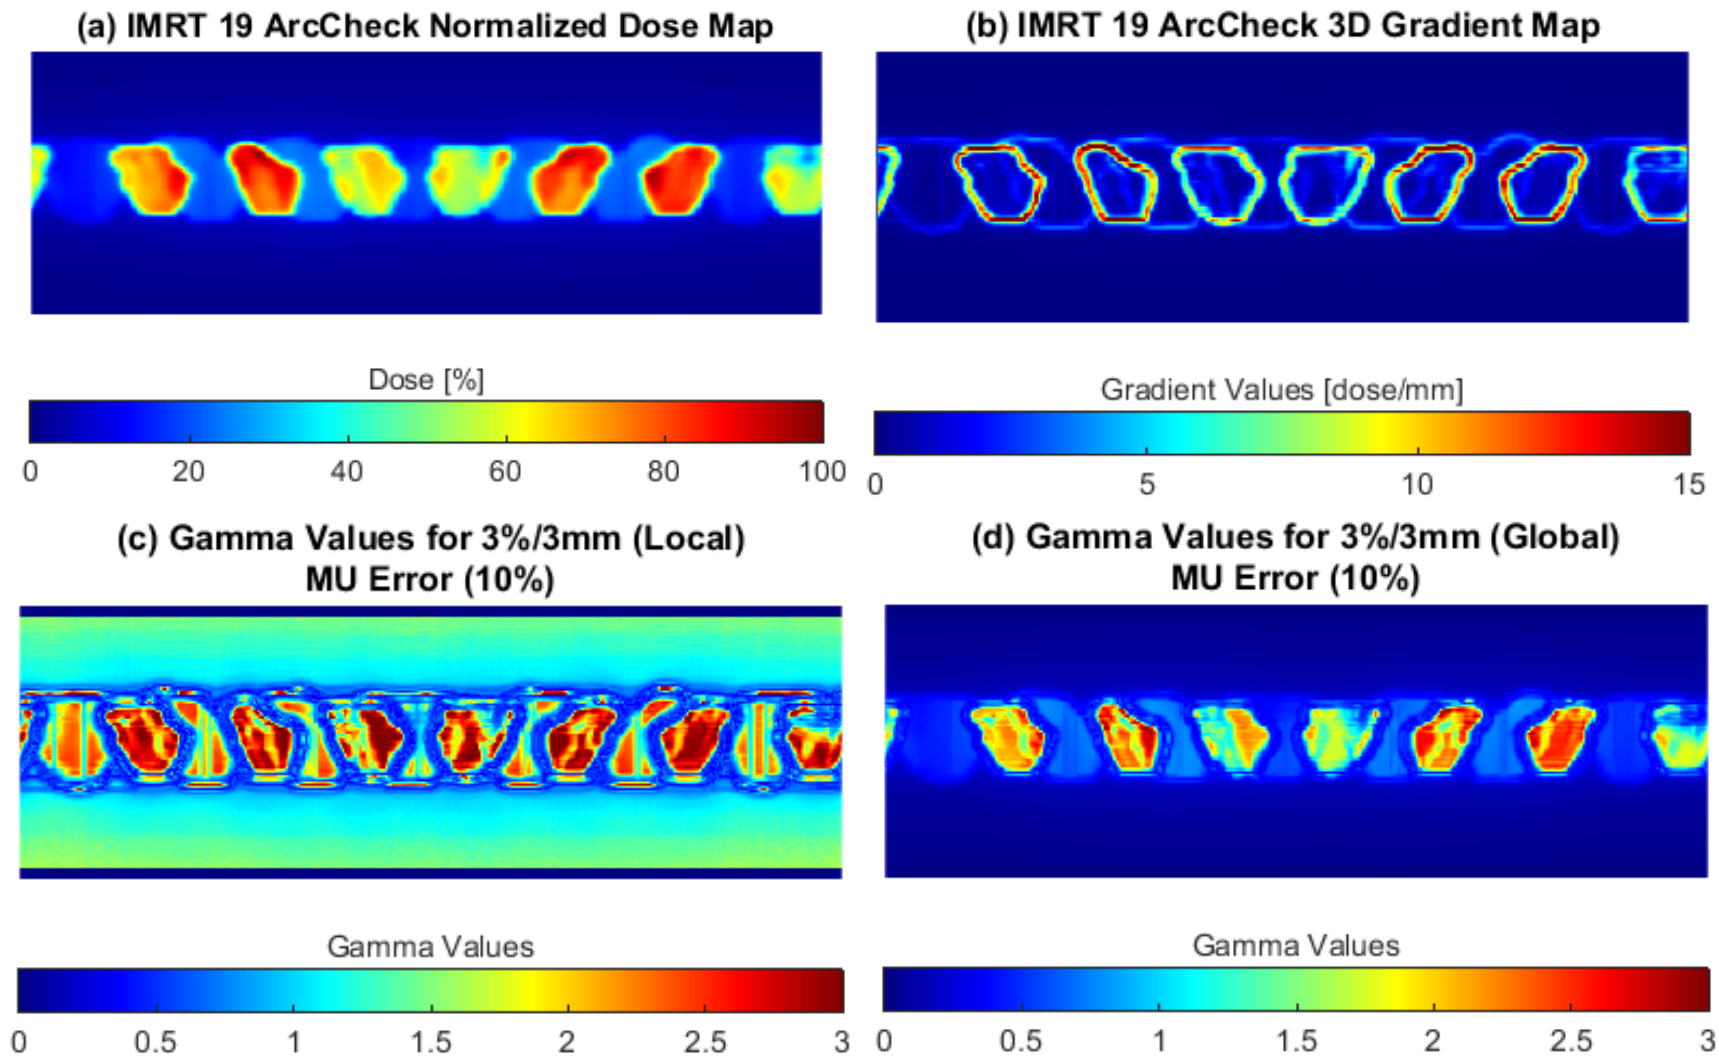 (a) IMRT 19 ArcCheck Normalized Dose Map
(b) IMRT 19 ArcCheck 3D Gradient Map
Dose [%]
0 20 40 60 80 100
Gradient Values [dose/mm]
0 5 10 15
(c) Gamma Values for 3%/3mm (Local)
MU Error (10%)
(d) Gamma Values for 3%/3mm (Global)
MU Error (10%)
Gamma Values
0 0.5 1 1.5 2 2.5 3
Gamma Values
0 0.5 1 1.5 2 2.5 3